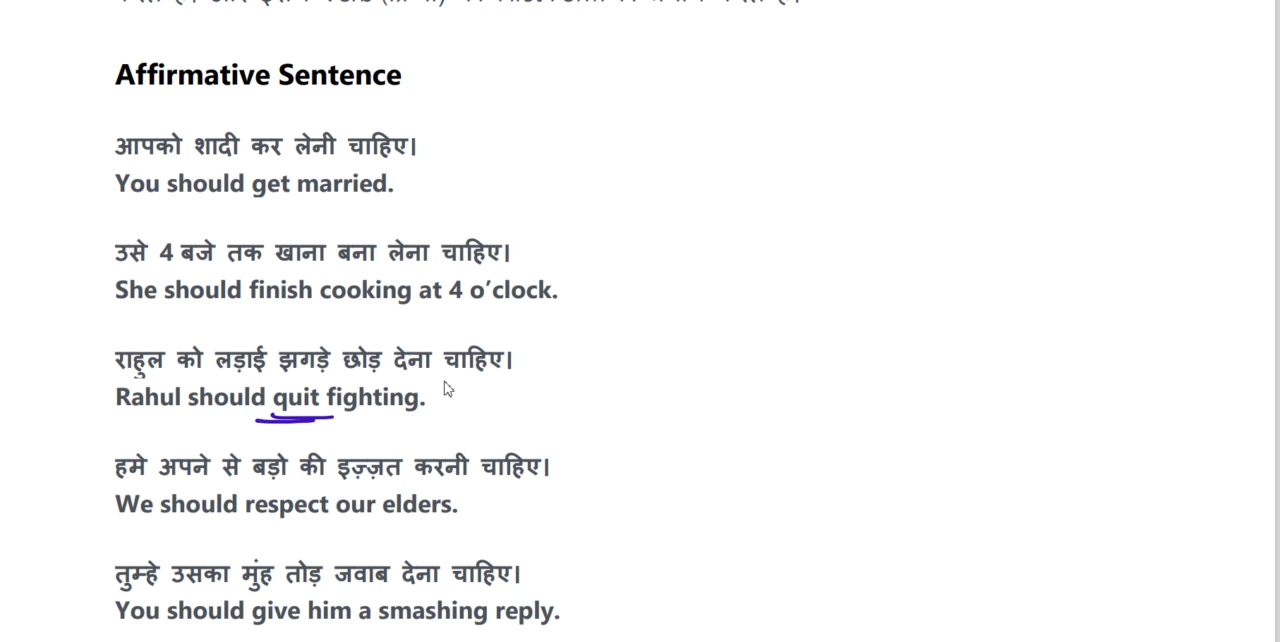 Affirmative Sentence
आपको शादी कर लेनी चाहिए।
You should get married.
उसे 4 बजे तक खाना बना लेना चाहिए।
She should finish cooking at 4 o’clock.
राहुल को लड़ाई झगड़े छोड़ देना चाहिए।
Rahul should quit fighting.
हमे अपने से बड़ो की इज़्ज़त करनी चाहिए।
We should respect our elders.
तुम्हे उसका मुंह तोड़ जवाब देना चाहिए।
You should give him a smashing reply.